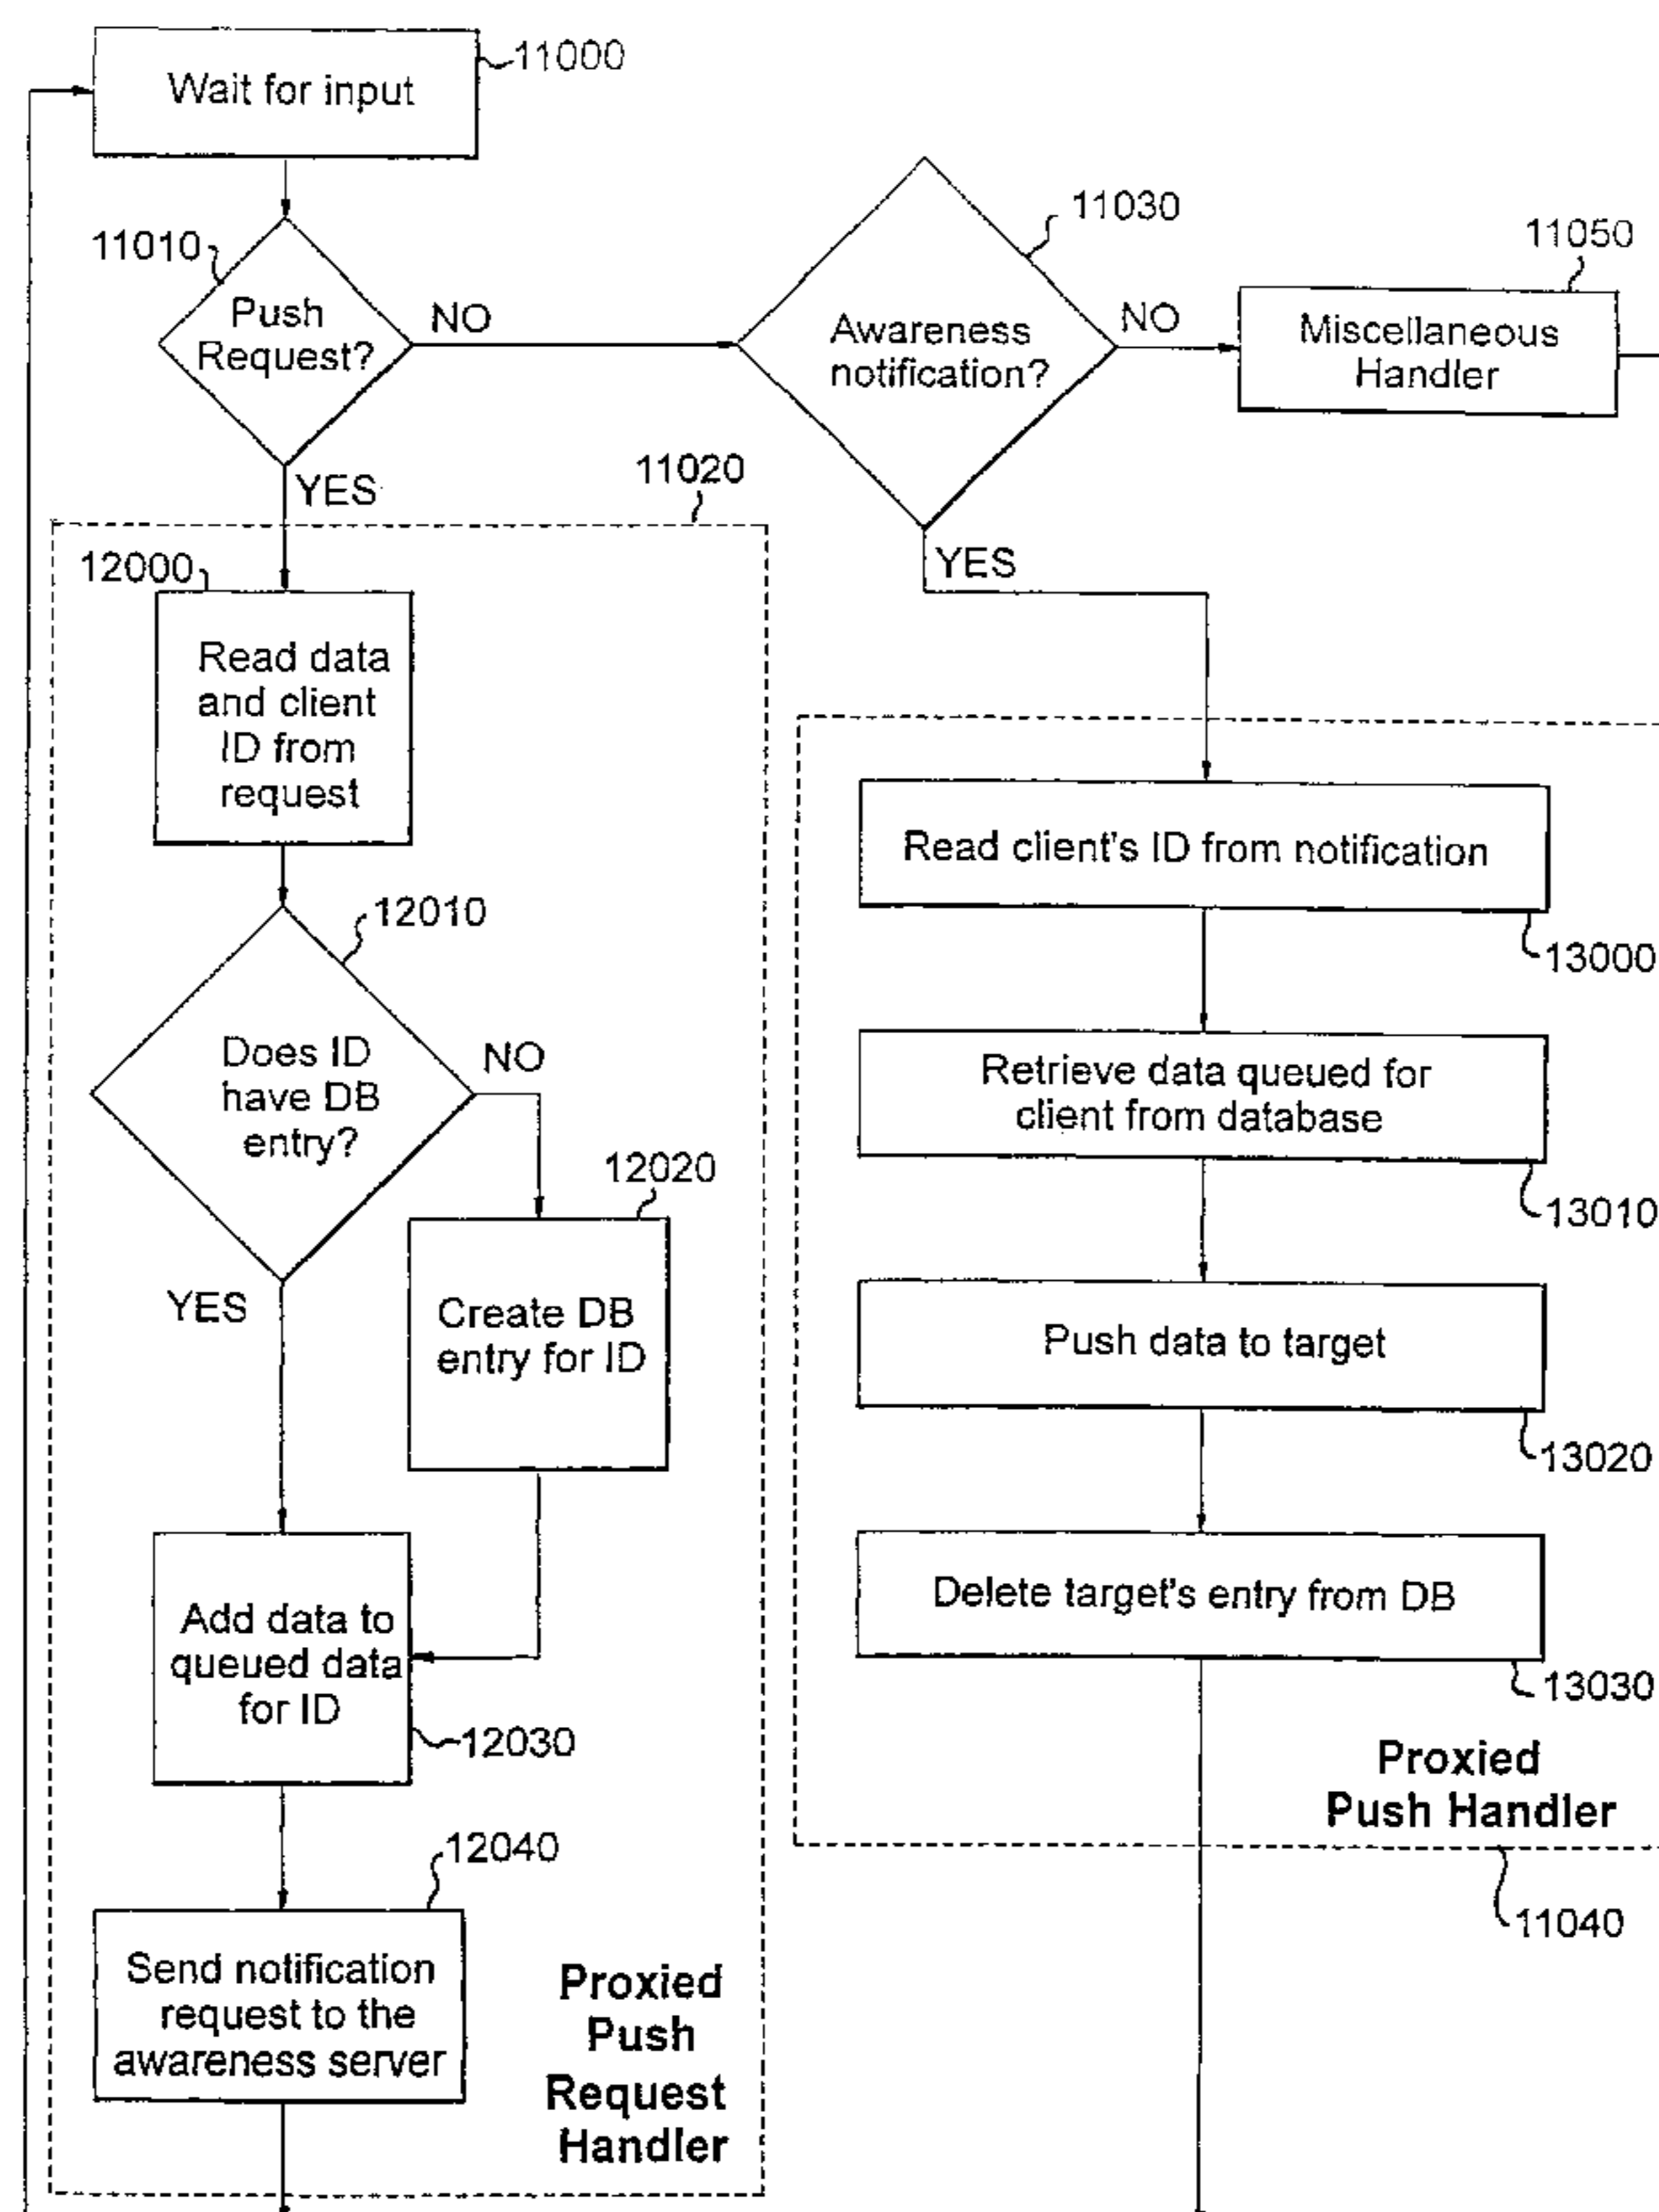 Wait for input
11000
11010
Push
Request?
NO
YES
11030
Awareness
notification?
NO
YES
11050
Miscellaneous
Handler
11020
12000
Read data
and client
ID from
request
12010
Does ID
have DB
entry?
NO
YES
12020
Create DB
entry for ID
Add data to
queued data
for ID
12030
12040
Send notification
request to the
awareness server
Proxied
Push
Request
Handler
Read client's ID from notification
13000
Retrieve data queued for
client from database
13010
Push data to target
13020
Delete target's entry from DB
13030
Proxied
Push Handler
11040